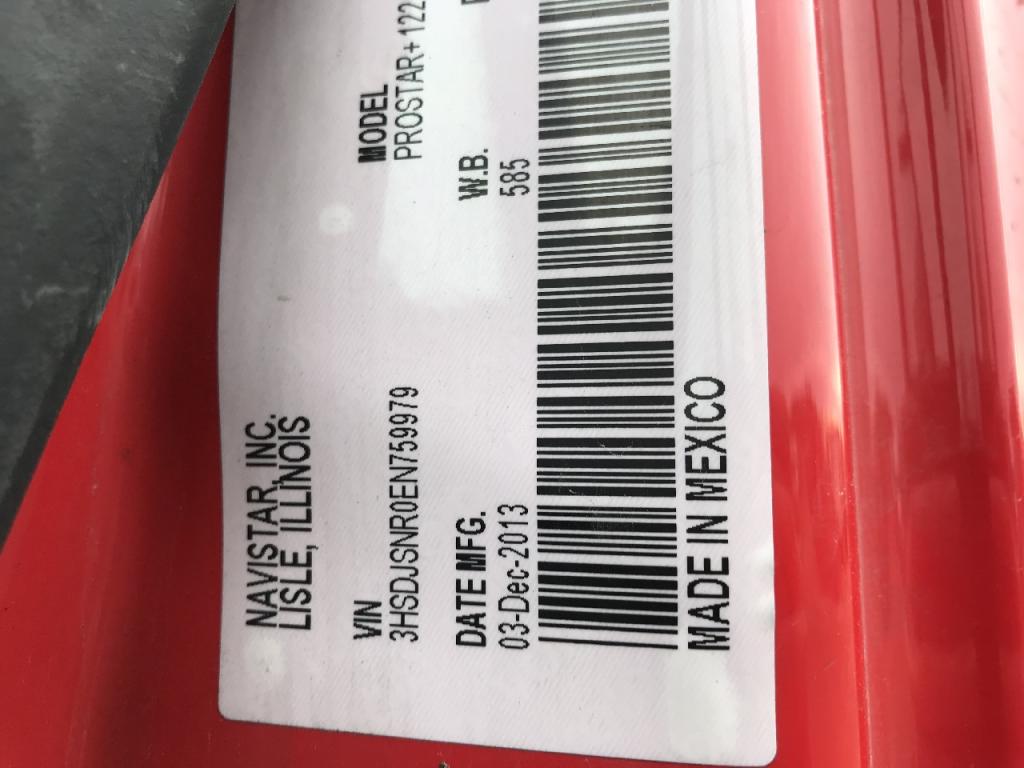 NAVISTAR, INC.
LISLE, ILLINOIS
VIN
3HSDJSNR0EN759979
MODEL
PROSTAR+ 122
DATE MFG.
03-Dec-2013
W.B.
585
MADE IN MEXICO